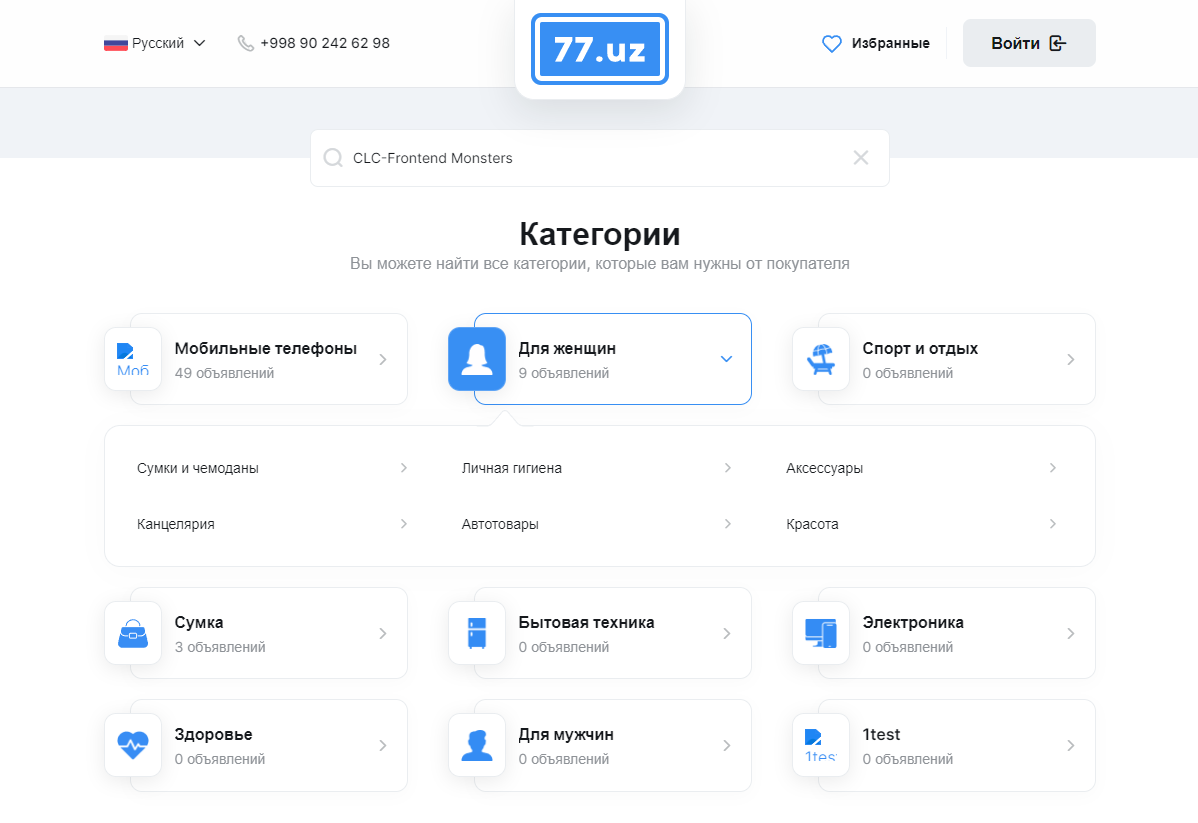 Русский
+998 90 242 62 98
77.uz
Избранные
Войти
CLC-Frontend Monsters
Категории
Вы можете найти все категории, которые вам нужны от покупателя
Моб
Мобильные телефоны
49 объявлений
Для женщин
9 объявлений
Спорт и отдых
0 объявлений
Сумки и чемоданы
Личная гигиена
Аксессуары
Канцелярия
Автотовары
Красота
Сумка
3 объявлений
Бытовая техника
0 объявлений
Электроника
0 объявлений
Здоровье
0 объявлений
Для мужчин
0 объявлений
1tes
1test
0 объявлений